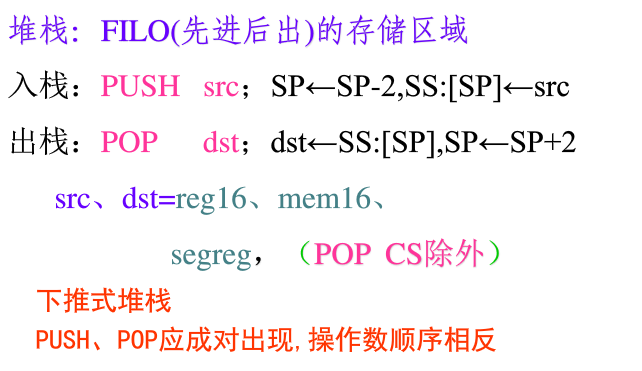 堆栈：FILO(先进后出)的存储区域
入栈：PUSH src；SP←SP-2,SS:[SP]←src
出栈：POP dst；dst←SS:[SP],SP←SP+2
src、dst=reg16、mem16、
segreg，（POP CS除外）
下推式堆栈
PUSH、POP应成对出现,操作数顺序相反